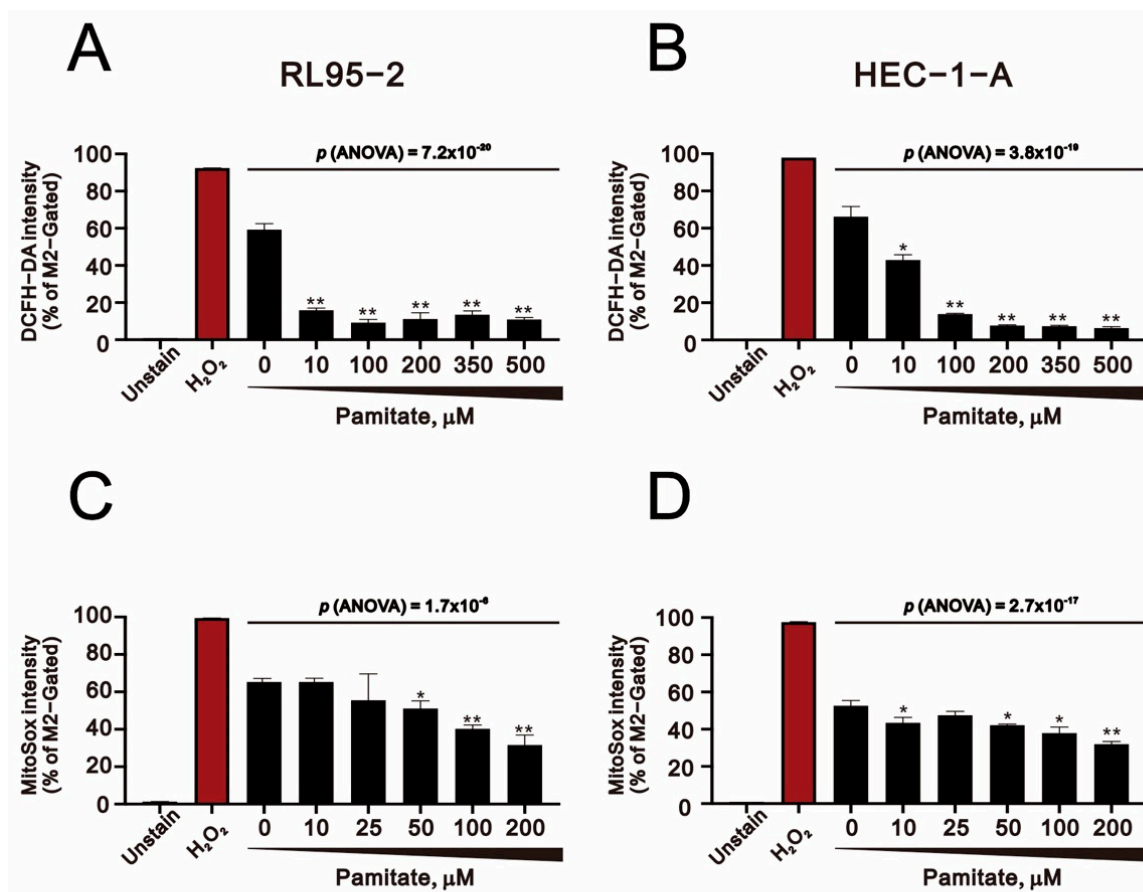 A
RL95-2
DCFH-DA intensity
(% of M2-Gated)
100
80
60
40
20
0
p (ANOVA) = 7.2x10⁻²⁰
**
**
**
**
**
Unstain
H₂O₂
0 10 100 200 350 500
Pamitate, μM
B
HEC-1-A
DCFH-DA intensity
(% of M2-Gated)
100
80
60
40
20
0
p (ANOVA) = 3.8x10⁻¹⁹
*
**
**
**
**
Unstain
H₂O₂
0 10 100 200 350 500
Pamitate, μM
C
MitoSox intensity
(% of M2-Gated)
100
80
60
40
20
0
p (ANOVA) = 1.7x10⁻⁶
*
**
**
Unstain
H₂O₂
0 10 25 50 100 200
Pamitate, μM
D
MitoSox intensity
(% of M2-Gated)
100
80
60
40
20
0
p (ANOVA) = 2.7x10⁻¹⁷
*
*
*
**
Unstain
H₂O₂
0 10 25 50 100 200
Pamitate, μM